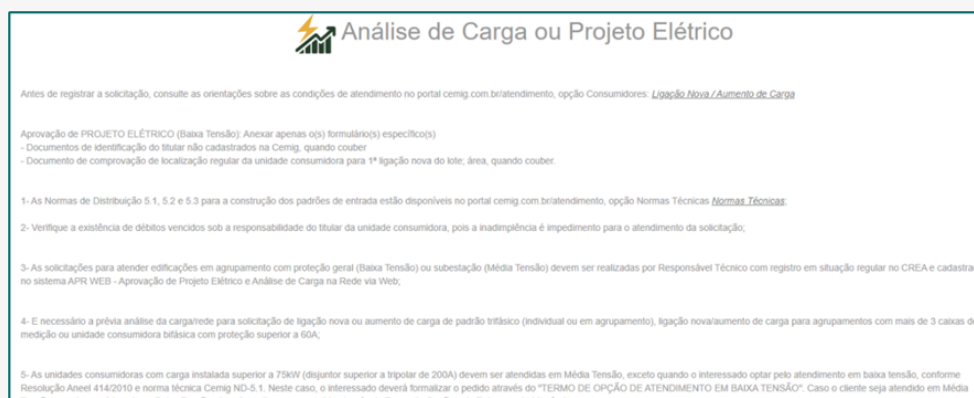 Análise de Carga ou Projeto Elétrico
Antes de registrar a solicitação, consulte as orientações sobre as condições de atendimento no portal cemig.com.br/atendimento, opção Consumidores: Ligação Nova / Aumento de Carga
Aprovação de PROJETO ELÉTRICO (Baixa Tensão): Anexar apenas o(s) formulário(s) específico(s)
- Documentos de identificação do titular não cadastrados na Cemig, quando couber
- Documento de comprovação de localização regular da unidade consumidora para 1ª ligação nova do lote; área, quando couber.
1- As Normas de Distribuição 5.1, 5.2 e 5.3 para a construção dos padrões de entrada estão disponíveis no portal cemig.com.br/atendimento, opção Normas Técnicas Normas Técnicas;
2- Verifique a existência de débitos vencidos sob a responsabilidade do titular da unidade consumidora, pois a inadimplência é impedimento para o atendimento da solicitação;
3- As solicitações para atender edificações em agrupamento com proteção geral (Baixa Tensão) ou subestação (Média Tensão) devem ser realizadas por Responsável Técnico com registro em situação regular no CREA e cadastra
no sistema APR WEB - Aprovação de Projeto Elétrico e Análise de Carga na Rede via Web;
4- E necessário a prévia análise da carga/rede para solicitação de ligação nova ou aumento de carga de padrão trifásico (individual ou em agrupamento), ligação nova/aumento de carga para agrupamentos com mais de 3 caixas d
medição ou unidade consumidora bifásica com proteção superior a 60A;
5- As unidades consumidoras com carga instalada superior a 75kW (disjuntor superior a tripolar de 200A) devem ser atendidas em Média Tensão, exceto quando o interessado optar pelo atendimento em baixa tensão, conforme
Resolução Aneel 414/2010 e norma técnica Cemig ND-5.1. Neste caso, o interessado deverá formalizar o pedido através do "TERMO DE OPÇÃO DE ATENDIMENTO EM BAIXA TENSÃO". Caso o cliente seja atendido em Média